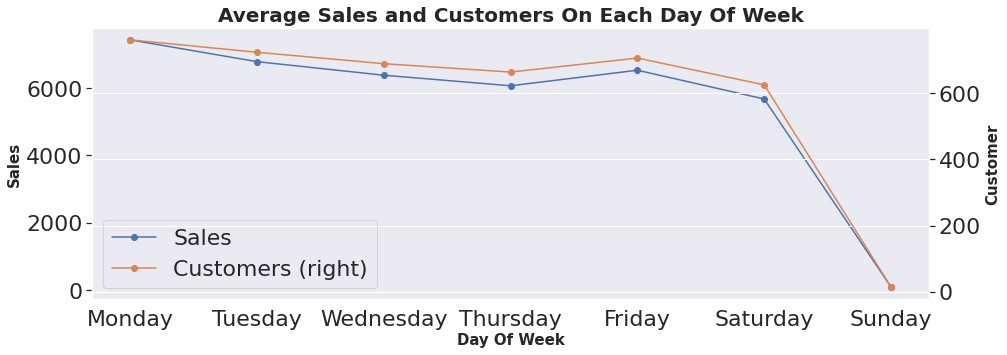 Average Sales and Customers On Each Day Of Week
Sales
6000
4000
2000
0
Sales
Customers (right)
600
400
200
0
Customer
Monday Tuesday Wednesday Thursday Friday Saturday Sunday
Day Of Week